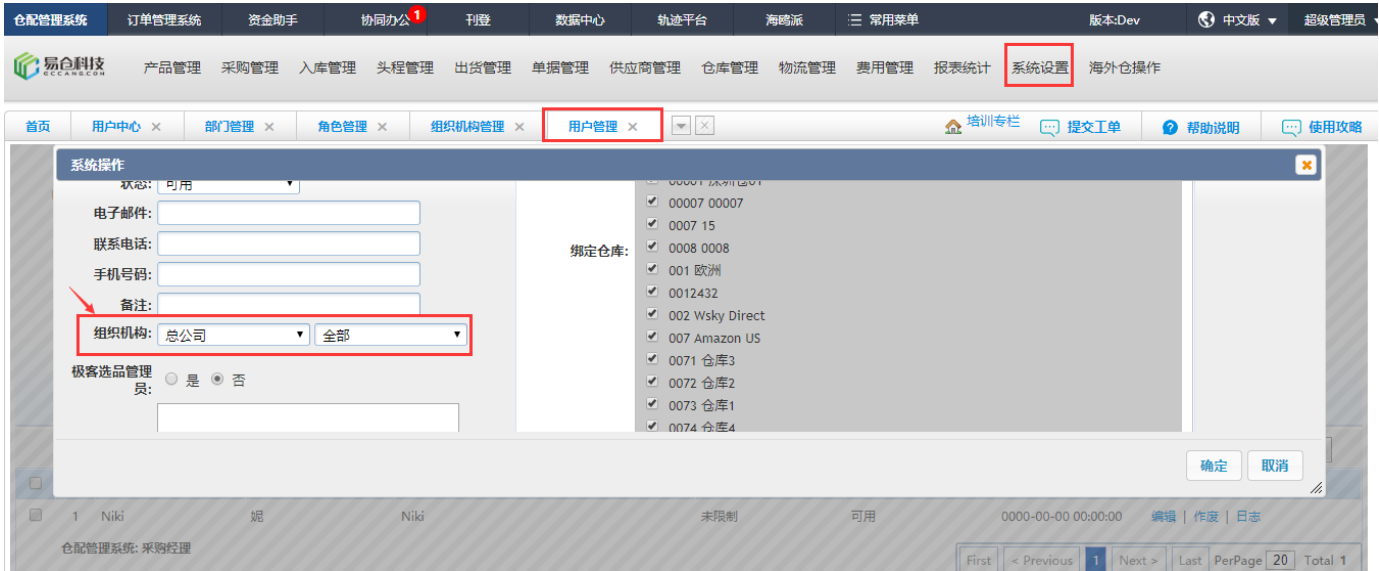 仓配管理系统 订单管理系统 资金助手 协同办公 1 刊登 数据中心 轨迹平台 海鸥派 常用菜单 版本:Dev 中文版 超级管理员
易仓科技 产品管理 采购管理 入库管理 头程管理 出货管理 单据管理 供应商管理 仓库管理 物流管理 费用管理 报表统计 系统设置 海外仓操作
ECCANG.COM
首页 用户中心 × 部门管理 × 角色管理 × 组织机构管理 × 用户管理 × 培训专栏 提交工单 帮助说明 使用攻略
系统操作
状态: 可用
00001 深圳仓01
电子邮件:
00007 00007
0007 15
联系电话:
绑定仓库:
0008 0008
手机号码:
001 欧洲
0012432
备注:
002 Wsky Direct
组织机构: 总公司 全部
007 Amazon US
0071 仓库3
极客选品管理员: 是 否
0072 仓库2
0073 仓库1
0074 仓库4
确定 取消
1 Niki 妮 Niki 未限制 可用 0000-00-00 00:00:00 编辑 | 作废 | 日志
仓配管理系统: 采购经理
First < Previous 1 Next > Last PerPage 20 Total 1